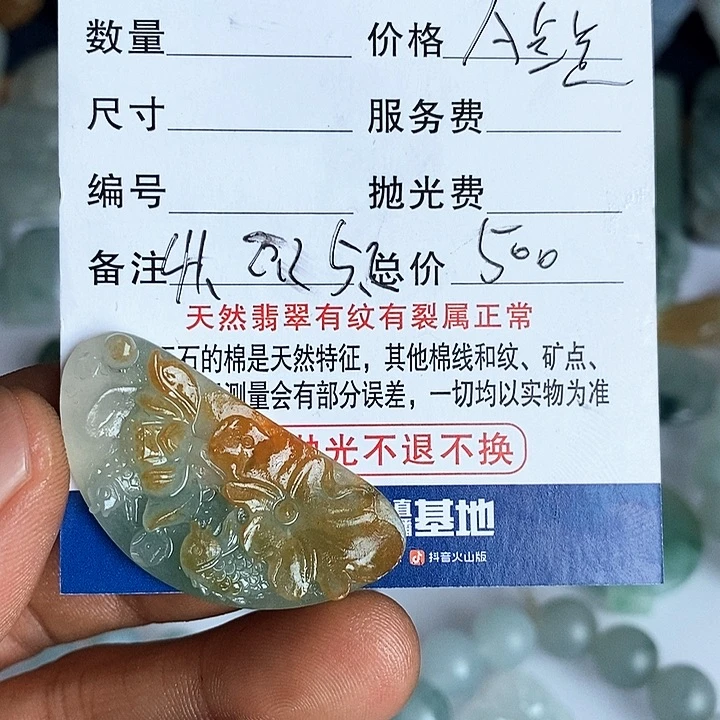 数量 价格
尺寸 服务费
编号 抛光费
备注 总价 500
天然翡翠有纹有裂属正常
石的棉是天然特征，其他棉线和纹、矿点、
测量会有部分误差，一切均以实物为准
光不退不换
基地
抖音火山版